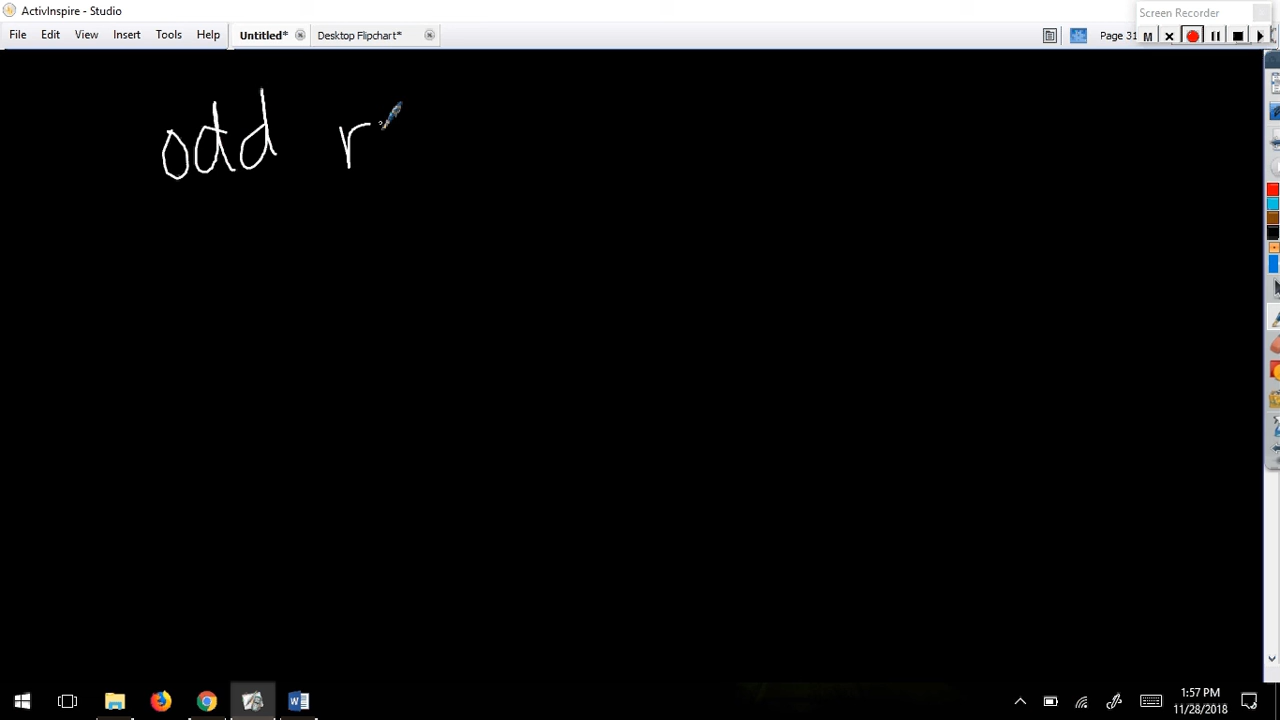 ActivInspire - Studio
Screen Recorder
File Edit View Insert Tools Help Untitled* Desktop Flipchart* Page 31 M
odd r
1:57 PM
11/28/2018